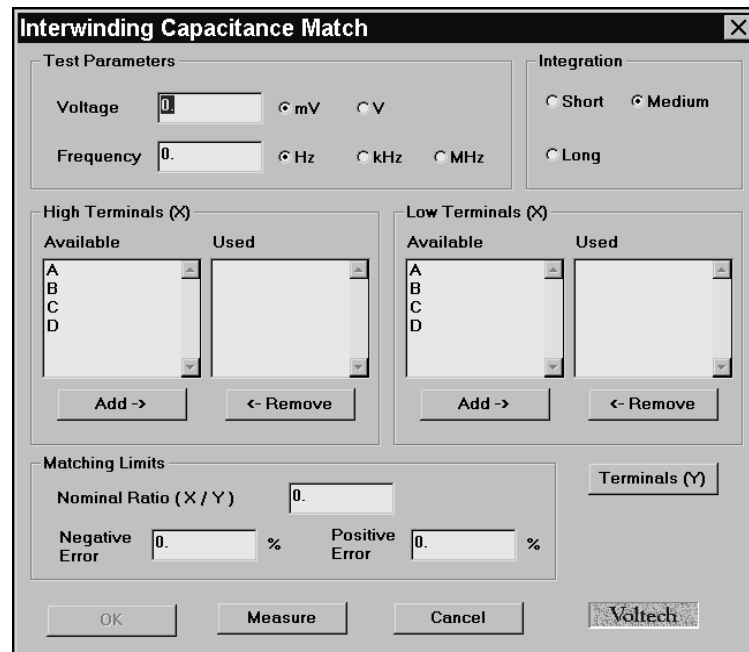 Interwinding Capacitance Match
Test Parameters
Voltage 0. mV V
Frequency 0. Hz kHz MHz
Integration
Short Medium
Long
High Terminals (X)
Available Used
A
B
C
D
Add -> <- Remove
Low Terminals (X)
Available Used
A
B
C
D
Add -> <- Remove
Matching Limits
Nominal Ratio ( X / Y ) 0.
Negative Error 0. % Positive Error 0. %
Terminals (Y)
OK Measure Cancel Voltech